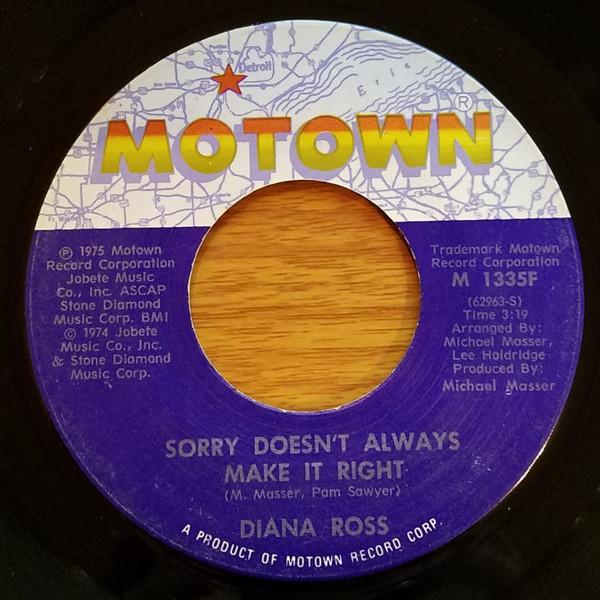 Detroit
Erie
MOTOWN®
℗ 1975 Motown
Record Corporation
Jobete Music
Co., Inc. ASCAP
Stone Diamond
Music Corp. BMI
© 1974 Jobete
Music Co., Inc.
& Stone Diamond
Music Corp.
Trademark Motown
Record Corporation
M 1335F
(62963-S)
Time 3:19
Arranged By:
Michael Masser,
Lee Holdridge
Produced By:
Michael Masser
SORRY DOESN'T ALWAYS
MAKE IT RIGHT
(M. Masser, Pam Sawyer)
DIANA ROSS
A PRODUCT OF MOTOWN RECORD CORP.